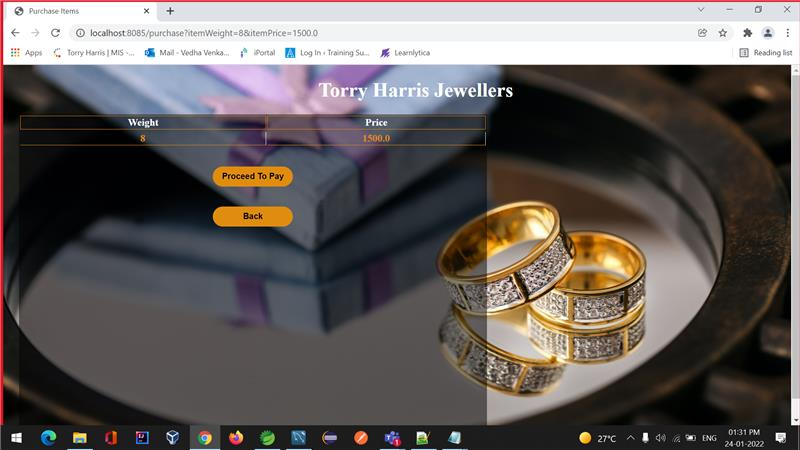 Purchase Items
localhost:8085/purchase?itemWeight=8&itemPrice=1500.0
Apps Torry Harris | MIS -... Mail - Vedha Venka... iPortal Log In ‹ Training Su... Learnlytica Reading list
Torry Harris Jewellers
Weight Price
8 1500.0
Proceed To Pay
Back
27°C ENG 01:31 PM
24-01-2022